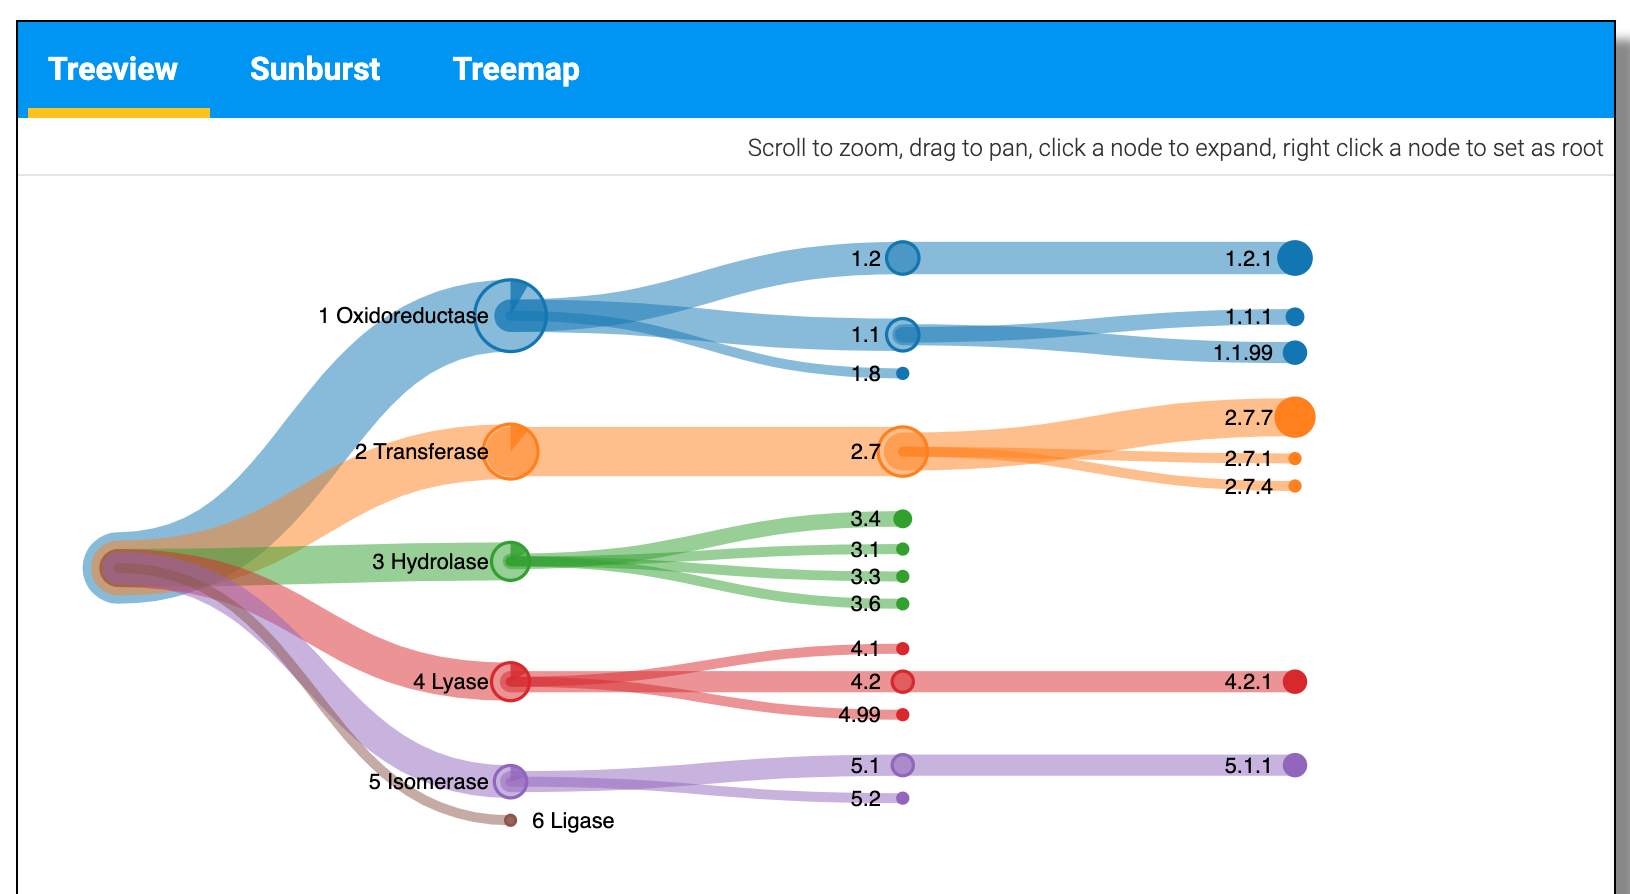 Treeview Sunburst Treemap
Scroll to zoom, drag to pan, click a node to expand, right click a node to set as root
1.2 1.2.1
1 Oxidoreductase 1.1.1
1.1
1.1.99
1.8
2.7.7
2 Transferase 2.7 2.7.1
2.7.4
3.4
3.1
3 Hydrolase
3.3
3.6
4.1
4 Lyase 4.2 4.2.1
4.99
5.1 5.1.1
5 Isomerase
5.2
6 Ligase